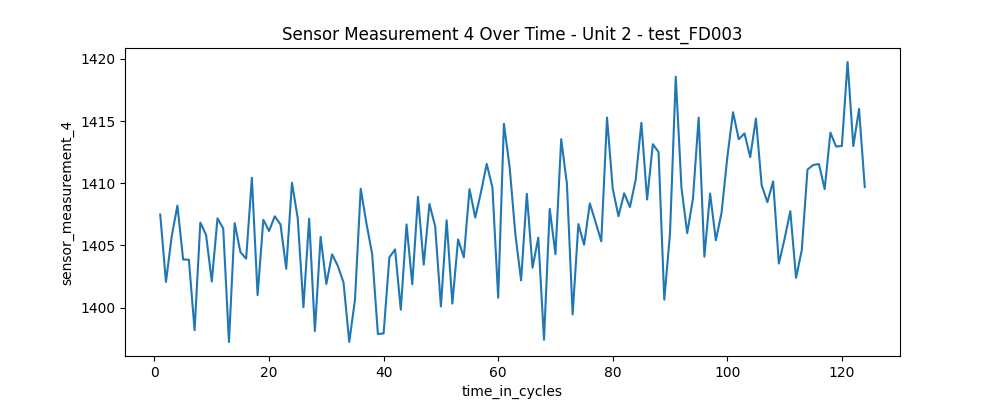 Sensor Measurement 4 Over Time - Unit 2 - test_FD003
1420
1415
1410
1405
1400
sensor_measurement_4
0 20 40 60 80 100 120
time_in_cycles